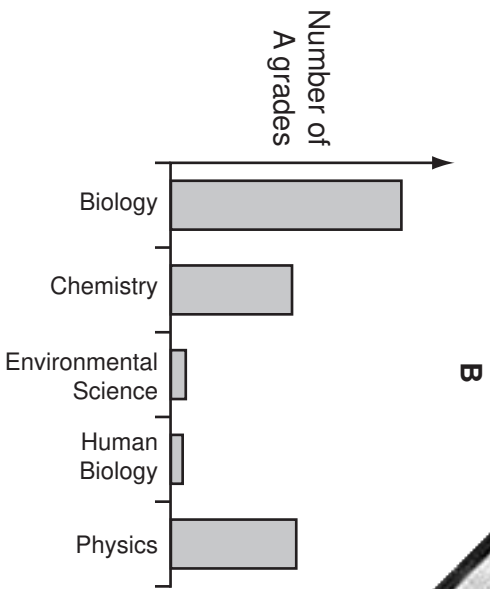 Number of
A grades
Biology
Chemistry
Environmental
Science
Human
Biology
Physics
B